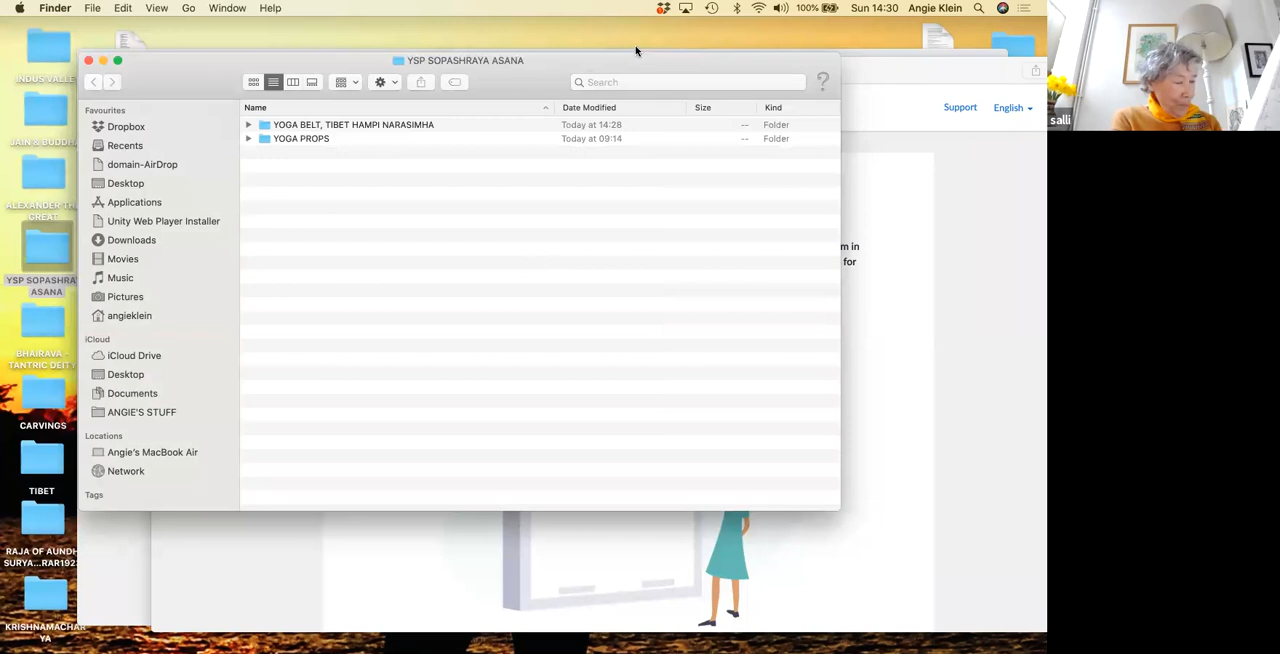 Finder File Edit View Go Window Help 100% Sun 14:30 Angie Klein
YSP SOPASHRAYA ASANA
Search
Favourites
Dropbox
Recents
domain-AirDrop
Desktop
Applications
Unity Web Player Installer
Downloads
Movies
Music
Pictures
angieklein
iCloud
iCloud Drive
Desktop
Documents
ANGIE'S STUFF
Locations
Angie's MacBook Air
Network
Tags
Name Date Modified Size Kind
YOGA BELT, TIBET HAMPI NARASIMHA Today at 14:28 -- Folder
YOGA PROPS Today at 09:14 -- Folder
INDUS VALLE
JAIN & BUDDH
ALEXANDER TH
GREAT
YSP SOPASHRA
ASANA
BHAIRAVA -
TANTRIC DEITY
CARVINGS
TIBET
RAJA OF AUNDH
SURYA...RAR192
KRISHNAMACHAR
YA
Support English
m in
for
salli